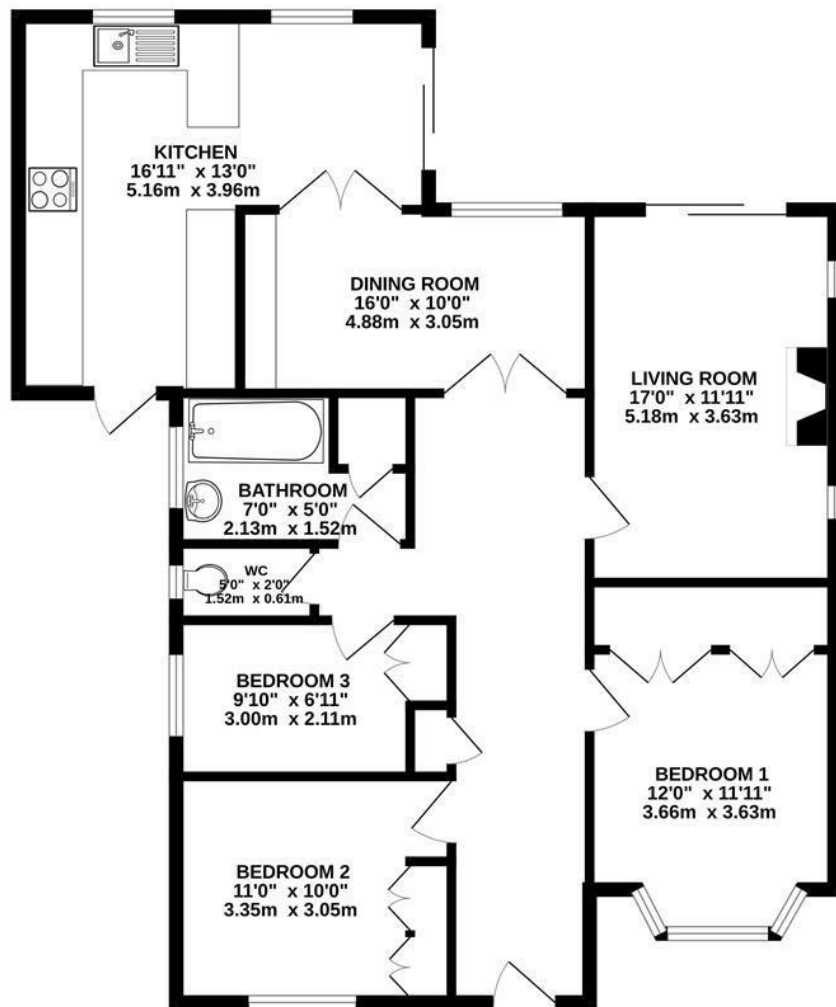 KITCHEN
16'11" x 13'0"
5.16m x 3.96m
DINING ROOM
16'0" x 10'0"
4.88m x 3.05m
LIVING ROOM
17'0" x 11'11"
5.18m x 3.63m
BATHROOM
7'0" x 5'0"
2.13m x 1.52m
WC
5'0" x 2'0"
1.52m x 0.61m
BEDROOM 3
9'10" x 6'11"
3.00m x 2.11m
BEDROOM 1
12'0" x 11'11"
3.66m x 3.63m
BEDROOM 2
11'0" x 10'0"
3.35m x 3.05m